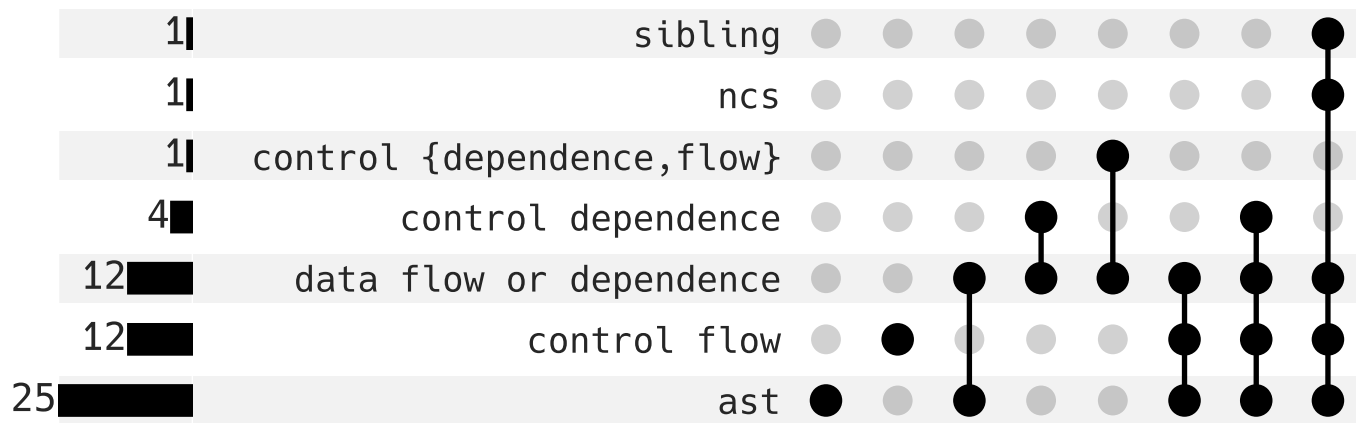 1 sibling
1 ncs
1 control {dependence,flow}
4 control dependence
12 data flow or dependence
12 control flow
25 ast